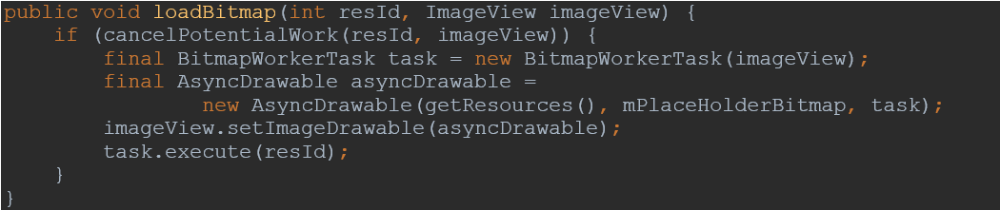 public void loadBitmap(int resId, ImageView imageView) {
    if (cancelPotentialWork(resId, imageView)) {
        final BitmapWorkerTask task = new BitmapWorkerTask(imageView);
        final AsyncDrawable asyncDrawable =
                new AsyncDrawable(getResources(), mPlaceHolderBitmap, task);
        imageView.setImageDrawable(asyncDrawable);
        task.execute(resId);
    }
}